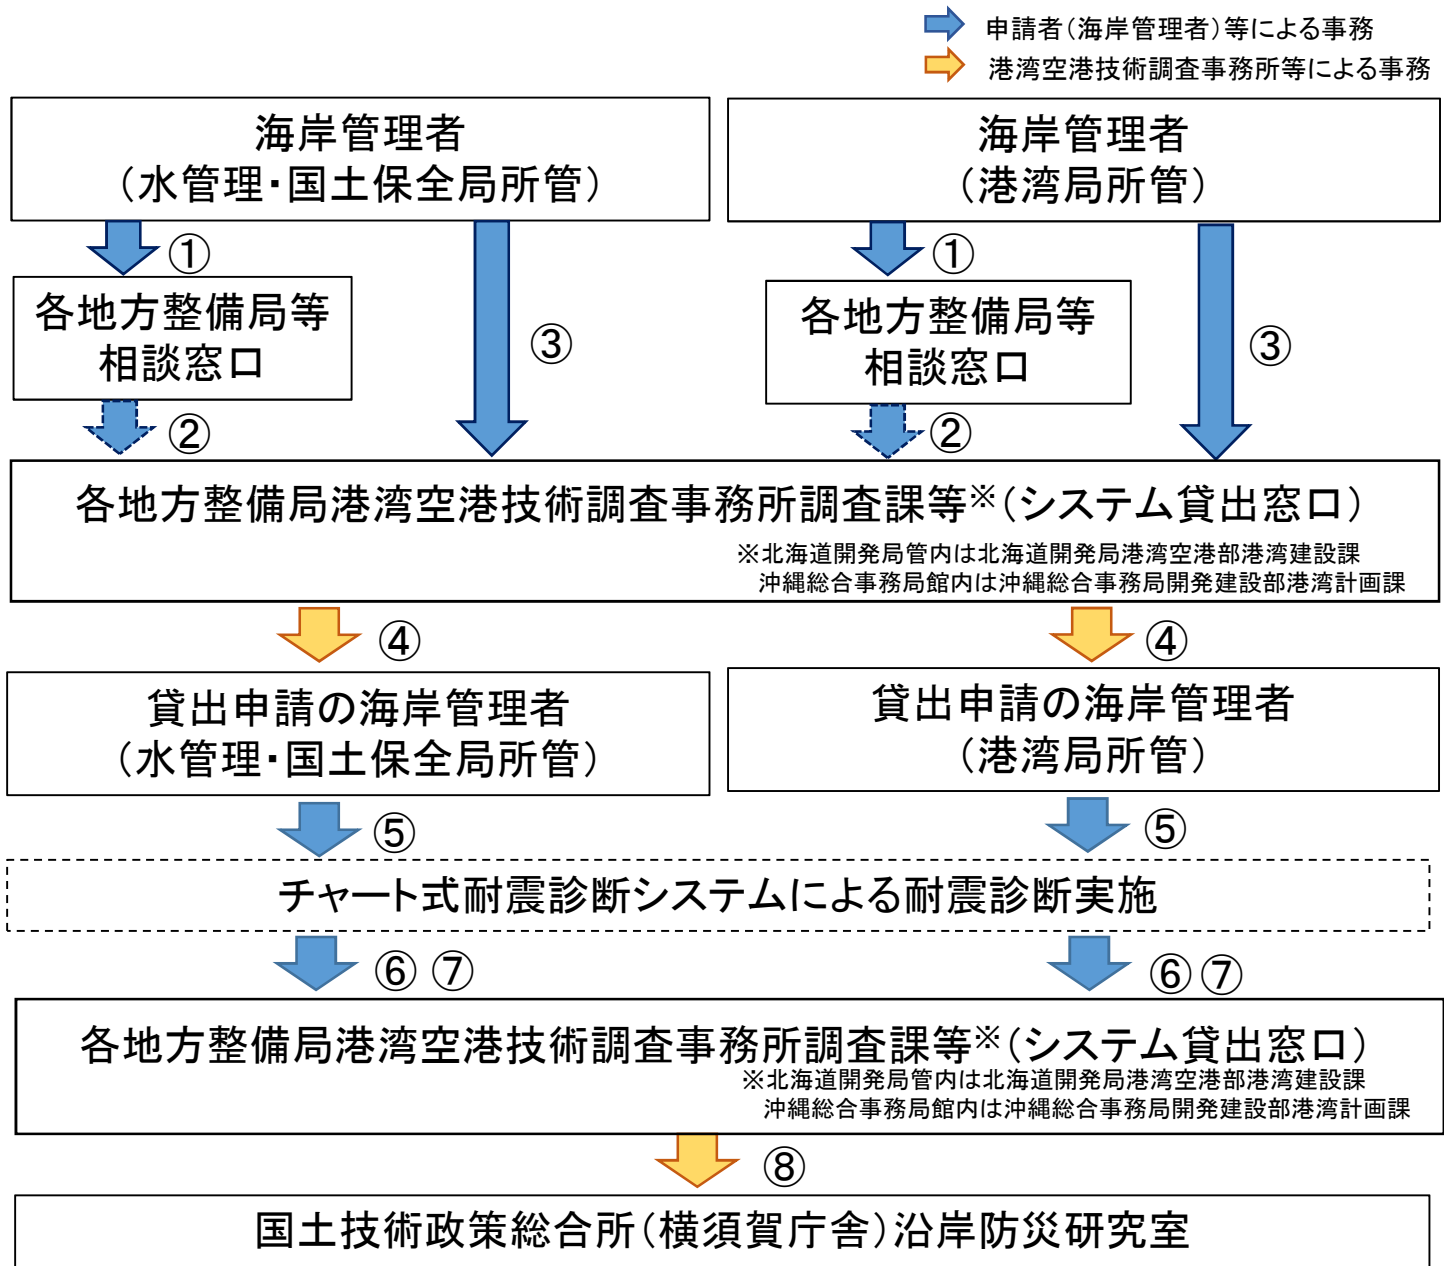 申請者(海岸管理者)等による事務
港湾空港技術調査事務所等による事務
海岸管理者
(水管理・国土保全局所管)
海岸管理者
(港湾局所管)
①
③
①
③
各地方整備局等
相談窓口
各地方整備局等
相談窓口
②
②
各地方整備局港湾空港技術調査事務所調査課等※(システム貸出窓口)
※北海道開発局管内は北海道開発局港湾空港部港湾建設課
沖縄総合事務局館内は沖縄総合事務局開発建設部港湾計画課
④
④
貸出申請の海岸管理者
(水管理・国土保全局所管)
貸出申請の海岸管理者
(港湾局所管)
⑤
⑤
チャート式耐震診断システムによる耐震診断実施
⑥⑦
⑥⑦
各地方整備局港湾空港技術調査事務所調査課等※(システム貸出窓口)
※北海道開発局管内は北海道開発局港湾空港部港湾建設課
沖縄総合事務局館内は沖縄総合事務局開発建設部港湾計画課
⑧
国土技術政策総合所(横須賀庁舎)沿岸防災研究室